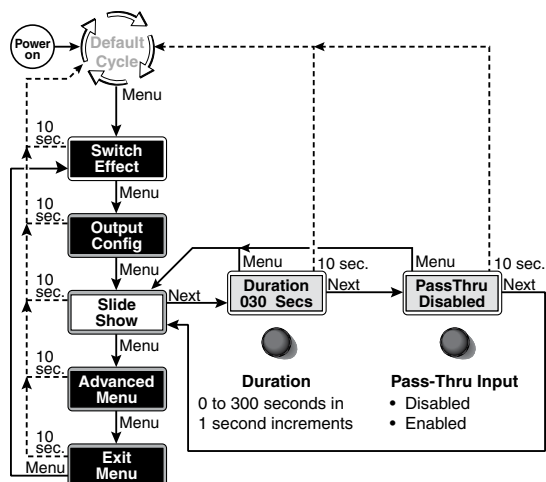 Power
on
Default
Cycle
Menu
10
sec.
Switch
Effect
Menu
10
sec.
Output
Config
Menu
10
sec.
Slide
Show
Next
Menu
10 sec.
Duration
030 Secs
Next
Menu
10 sec.
PassThru
Disabled
Next
Duration
0 to 300 seconds in
1 second increments
Pass-Thru Input
• Disabled
• Enabled
Menu
10
sec.
Advanced
Menu
Menu
10
sec.
Menu
Exit
Menu